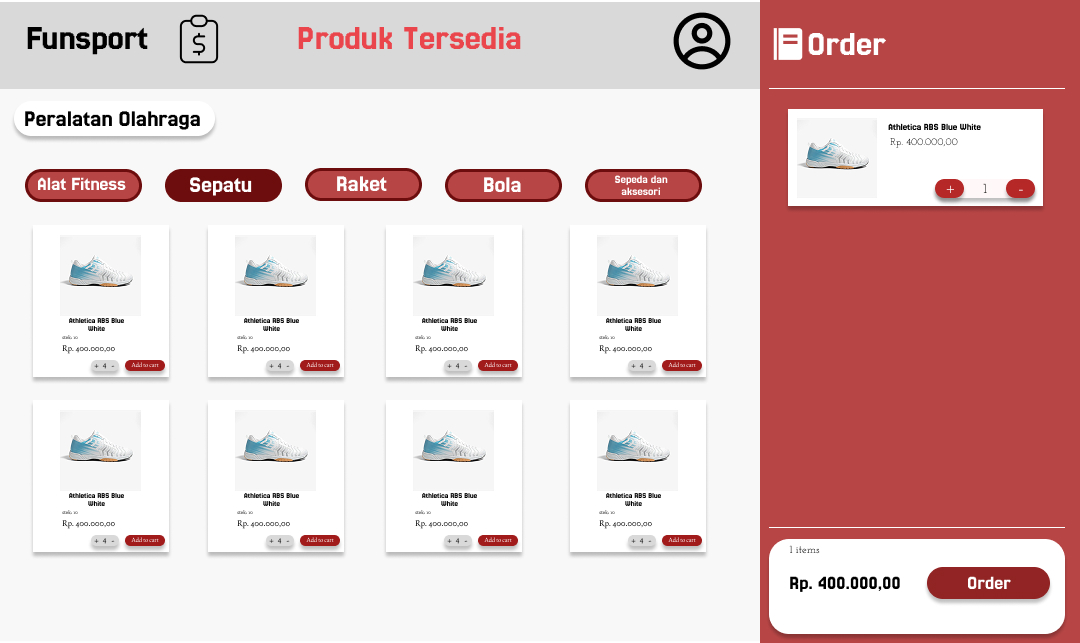 Funsport
$
Produk Tersedia
Order
Peralatan Olahraga
Athletica RBS Blue White
Rp. 400.000,00
+ 1 -
Alat Fitness
Sepatu
Raket
Bola
Sepeda dan
aksesori
Athletica RBS Blue
White
stok: 10
Rp. 400.000,00
+ 4 -
Add to cart
Athletica RBS Blue
White
stok: 10
Rp. 400.000,00
+ 4 -
Add to cart
Athletica RBS Blue
White
stok: 10
Rp. 400.000,00
+ 4 -
Add to cart
Athletica RBS Blue
White
stok: 10
Rp. 400.000,00
+ 4 -
Add to cart
Athletica RBS Blue
White
stok: 10
Rp. 400.000,00
+ 4 -
Add to cart
Athletica RBS Blue
White
stok: 10
Rp. 400.000,00
+ 4 -
Add to cart
Athletica RBS Blue
White
stok: 10
Rp. 400.000,00
+ 4 -
Add to cart
Athletica RBS Blue
White
stok: 10
Rp. 400.000,00
+ 4 -
Add to cart
1 items
Rp. 400.000,00
Order